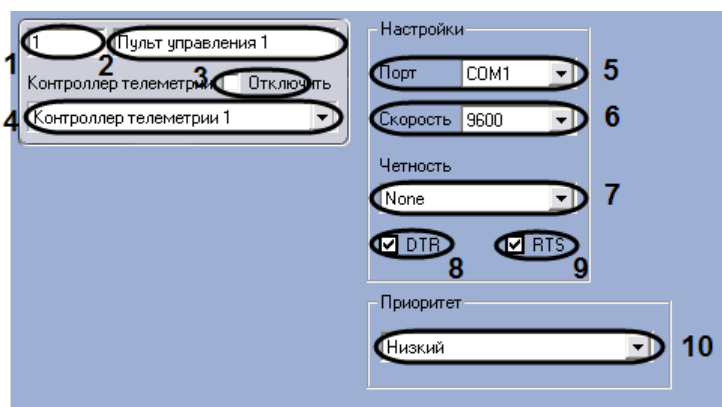 1 Пульт управления 1
1 2
Контроллер телеметрии 3 Отключить
4 Контроллер телеметрии 1
Настройки
Порт COM1 5
Скорость 9600 6
Четность
None 7
DTR RTS
8 9
Приоритет
Низкий 10